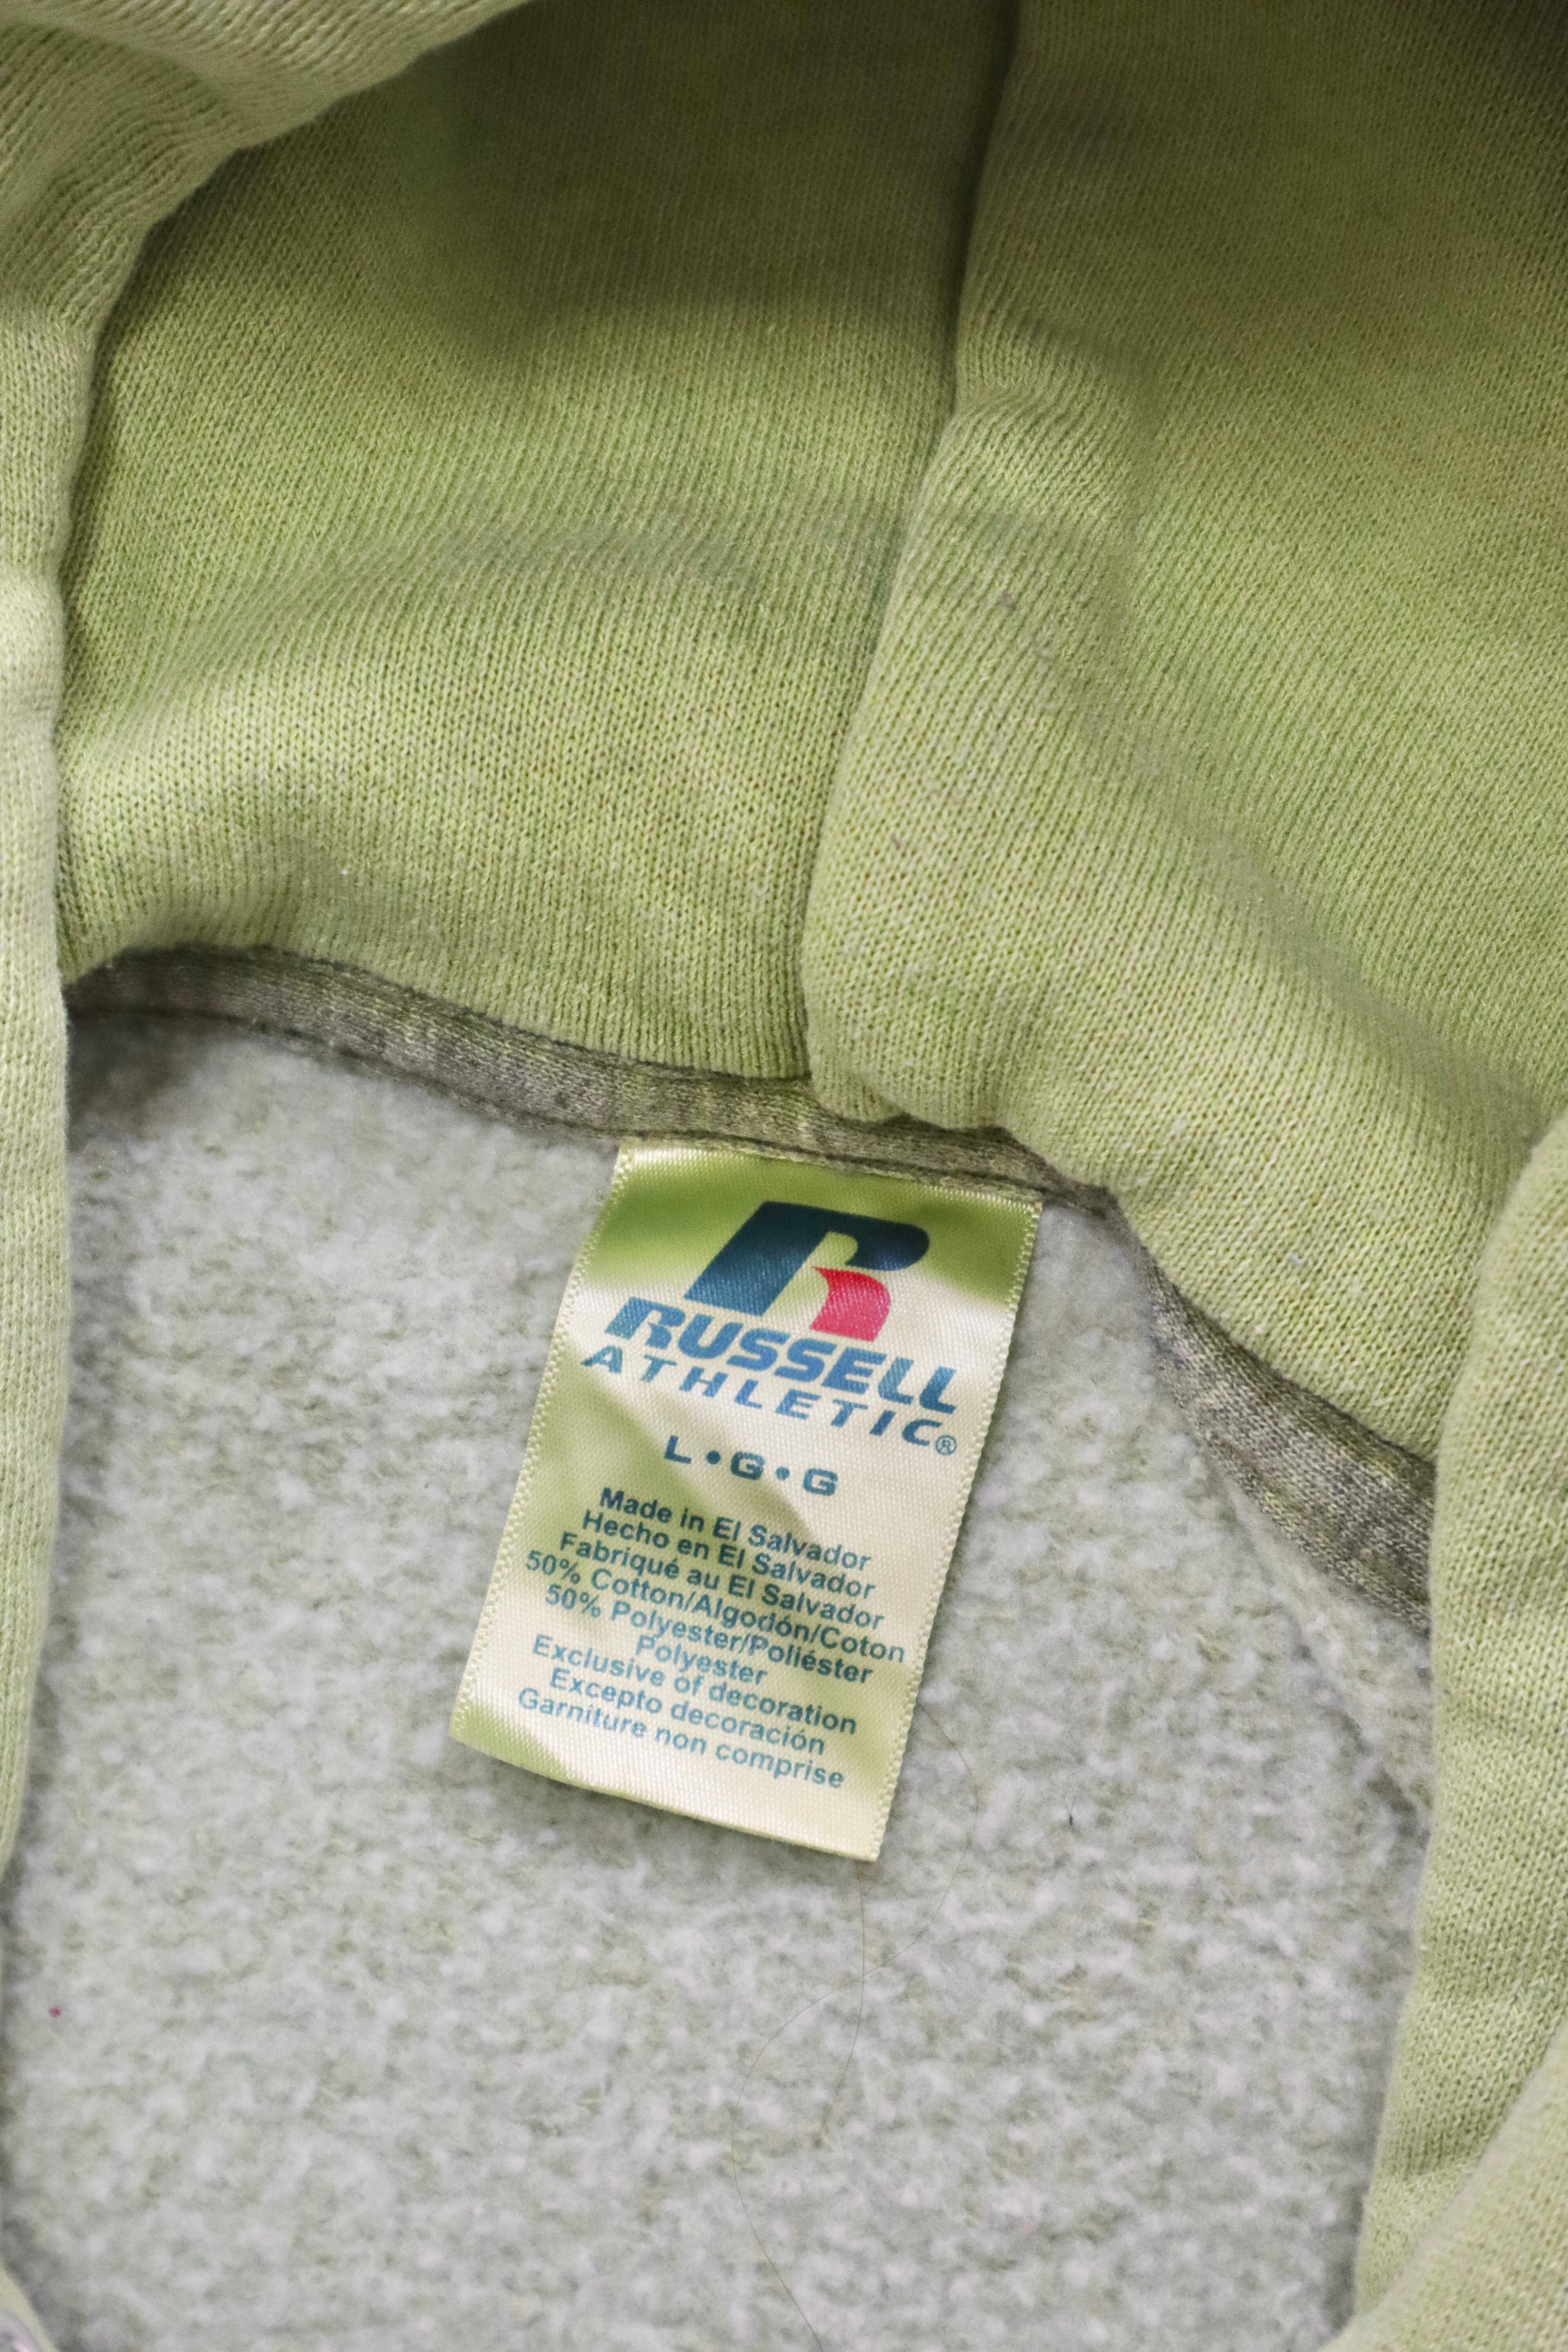 R
RUSSELL
ATHLETIC®
L•G•G
Made in El Salvador
Hecho en El Salvador
Fabriqué au El Salvador
50% Cotton/Algodón/Coton
50% Polyester/Poliéster
Polyester
Exclusive of decoration
Excepto decoración
Garniture non comprise